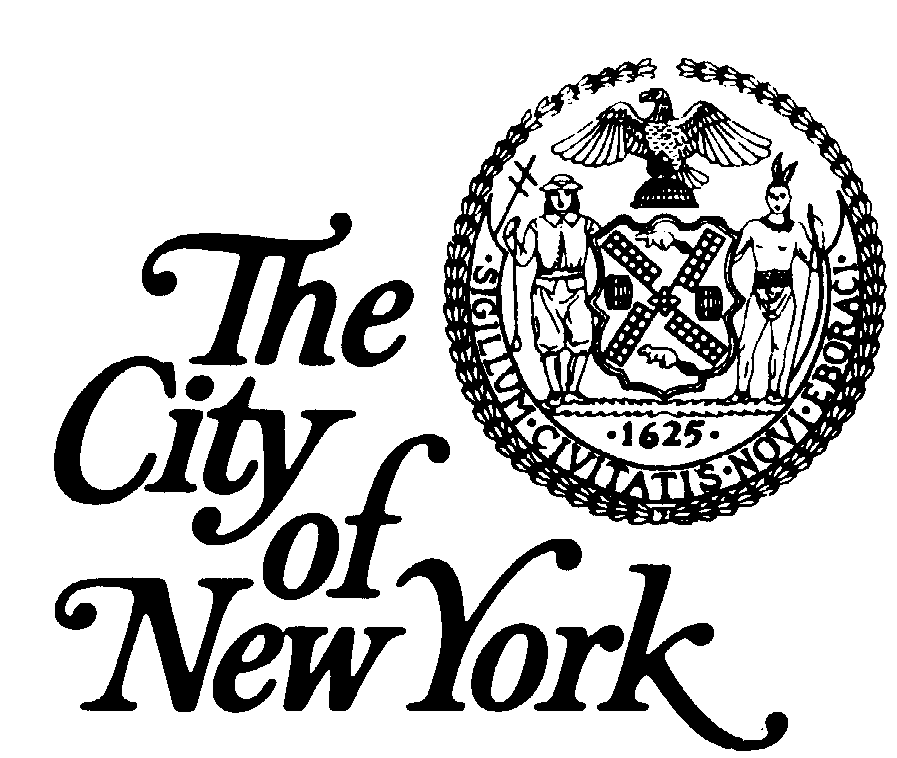 The
City
of
New York
·SIGILLUM·CIVITATIS·NOVI·EBORACI·
·1625·